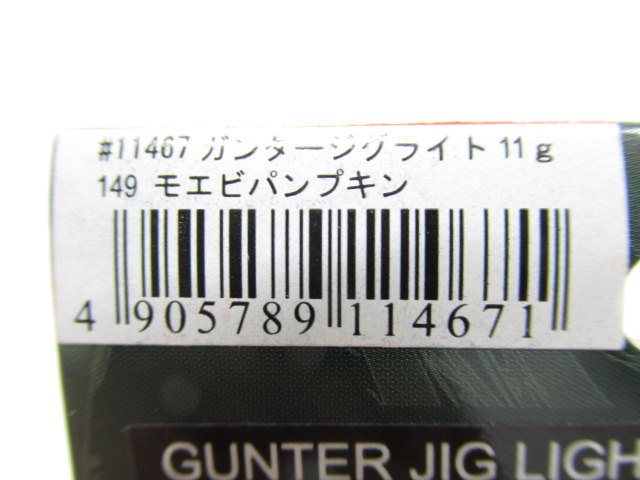 #11467 ガンタージグライト 11g
149 モエビパンプキン
4 905789 114671
GUNTER JIG LIGH